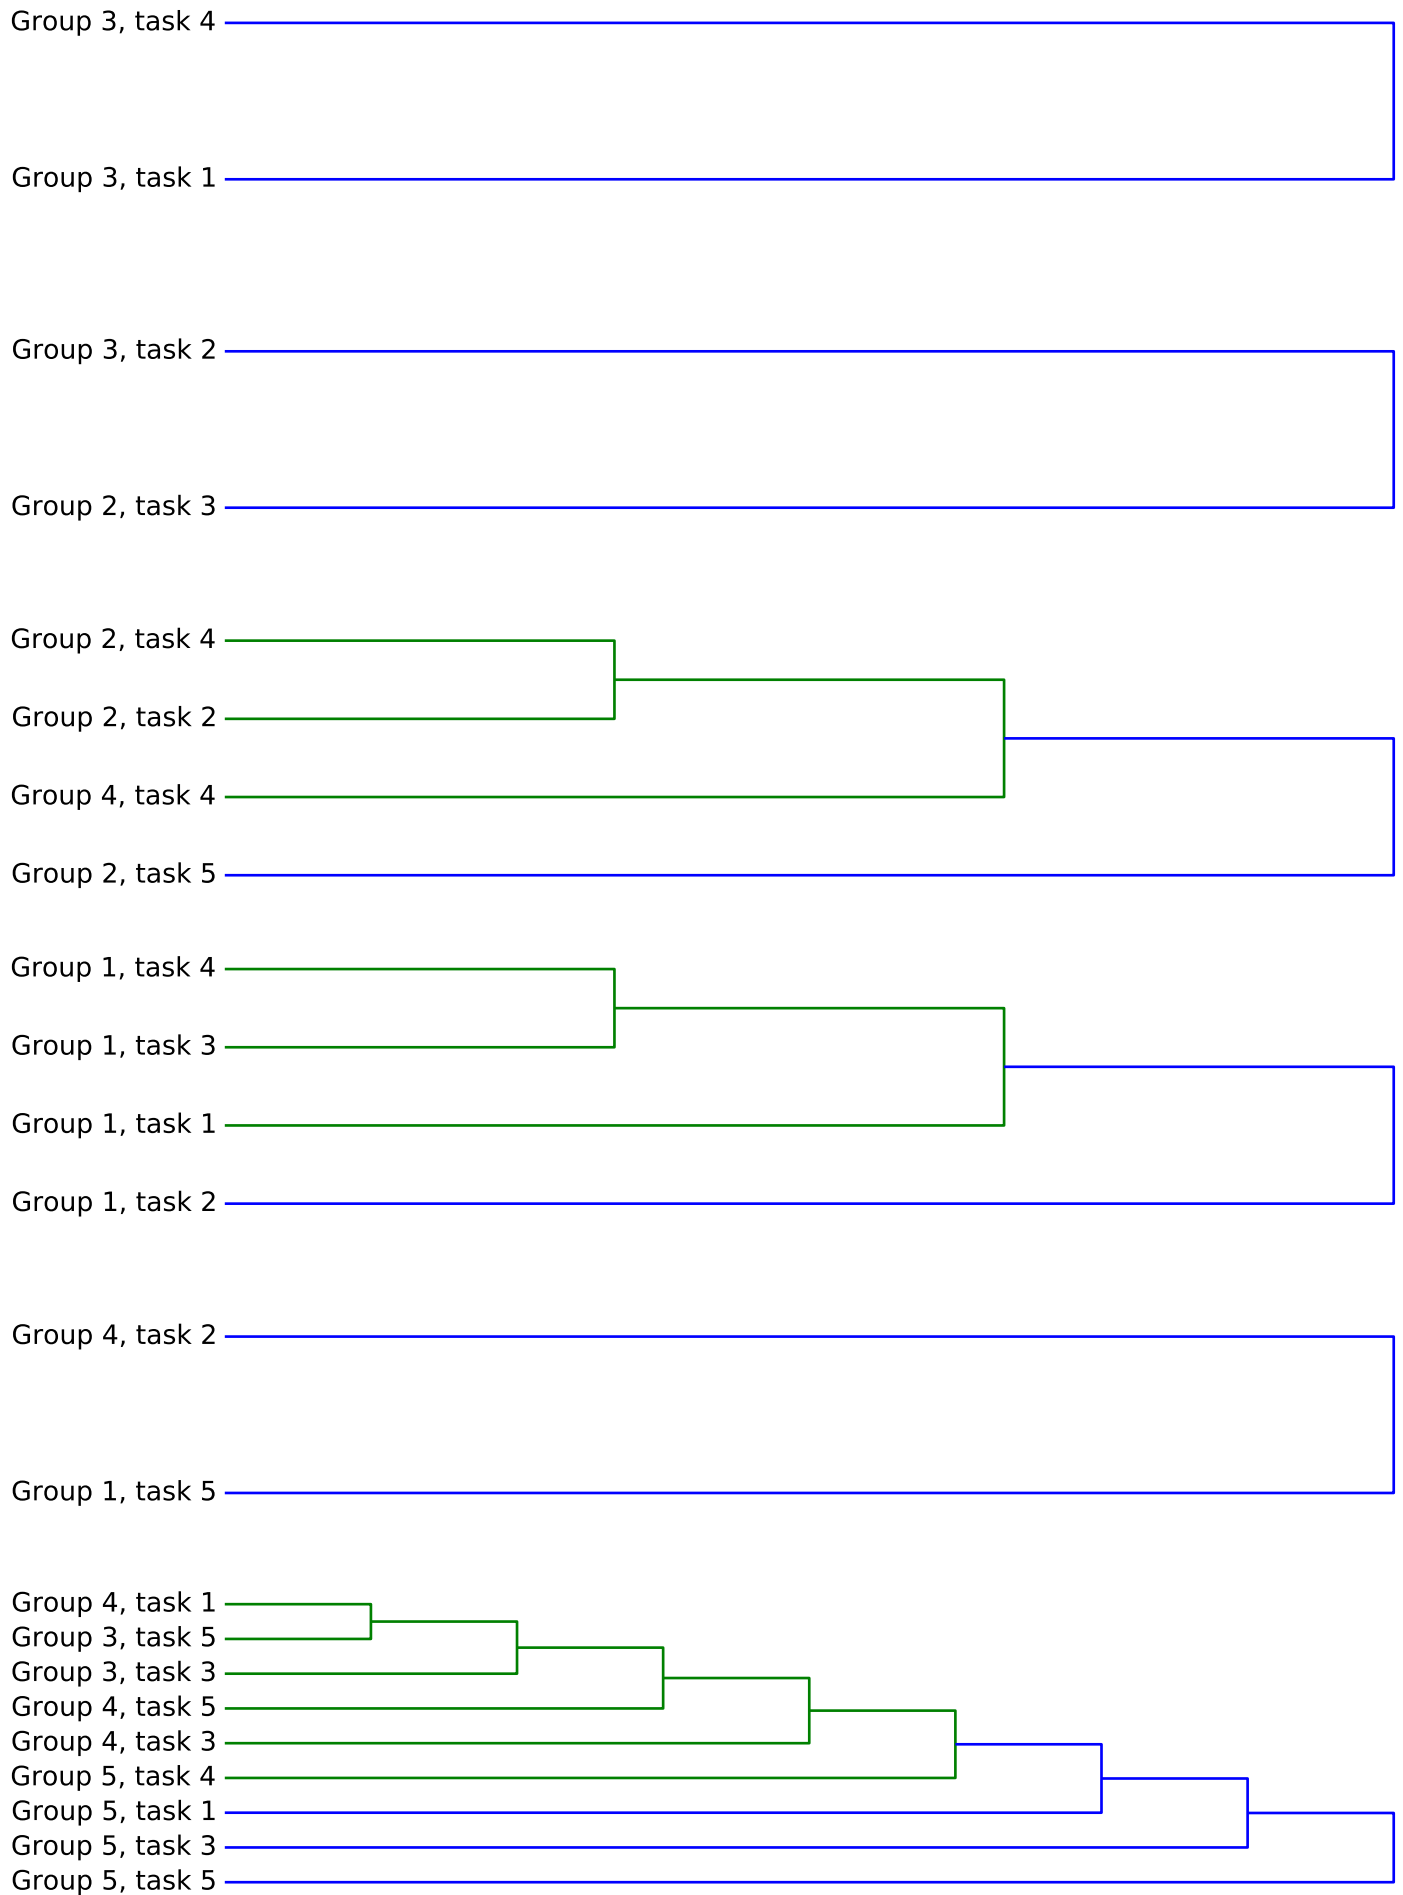 Group 3, task 4
Group 3, task 1
Group 3, task 2
Group 2, task 3
Group 2, task 4
Group 2, task 2
Group 4, task 4
Group 2, task 5
Group 1, task 4
Group 1, task 3
Group 1, task 1
Group 1, task 2
Group 4, task 2
Group 1, task 5
Group 4, task 1
Group 3, task 5
Group 3, task 3
Group 4, task 5
Group 4, task 3
Group 5, task 4
Group 5, task 1
Group 5, task 3
Group 5, task 5